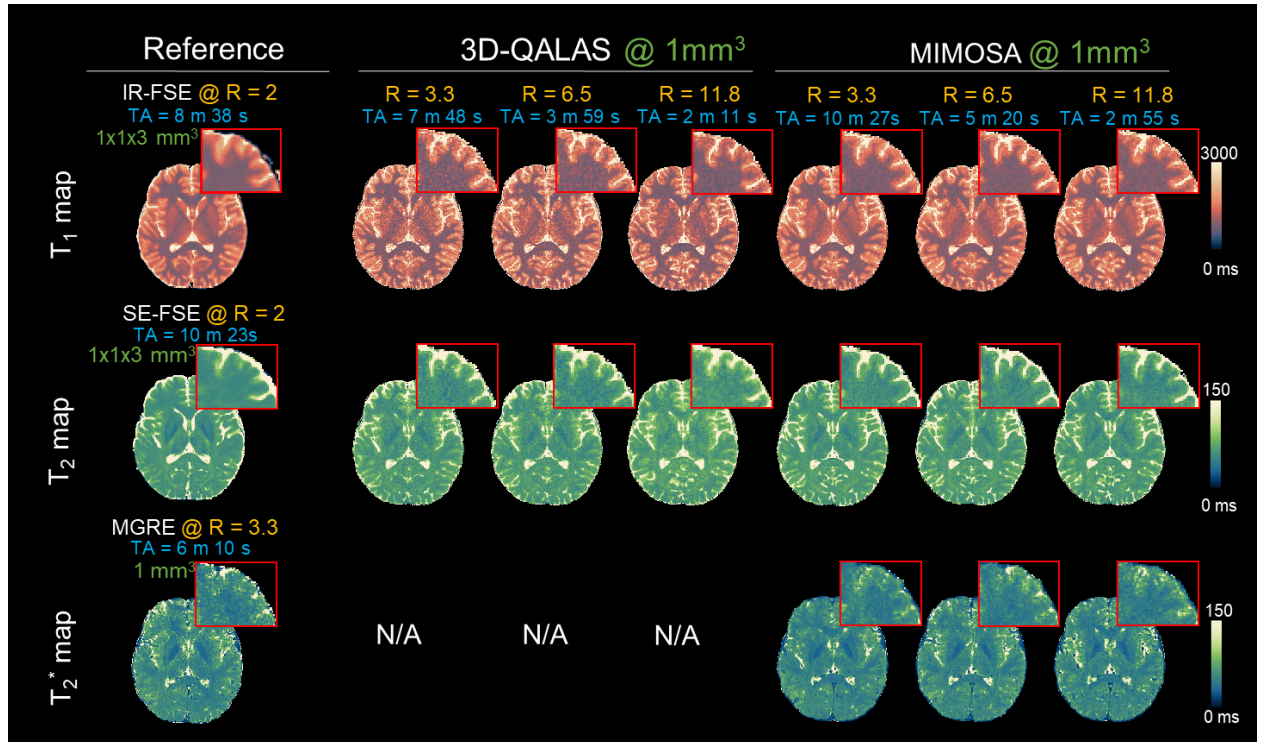 Reference 3D-QALAS @ 1mm³ MIMOSA @ 1mm³
IR-FSE @ R = 2 R = 3.3 R = 6.5 R = 11.8 R = 3.3 R = 6.5 R = 11.8
TA = 8 m 38 s TA = 7 m 48 s TA = 3 m 59 s TA = 2 m 11 s TA = 10 m 27s TA = 5 m 20 s TA = 2 m 55 s
1x1x3 mm³
3000
T₁ map
0 ms
SE-FSE @ R = 2
TA = 10 m 23s
1x1x3 mm³
150
T₂ map
0 ms
MGRE @ R = 3.3
TA = 6 m 10 s
1 mm³
150
T₂* map
N/A N/A N/A
0 ms